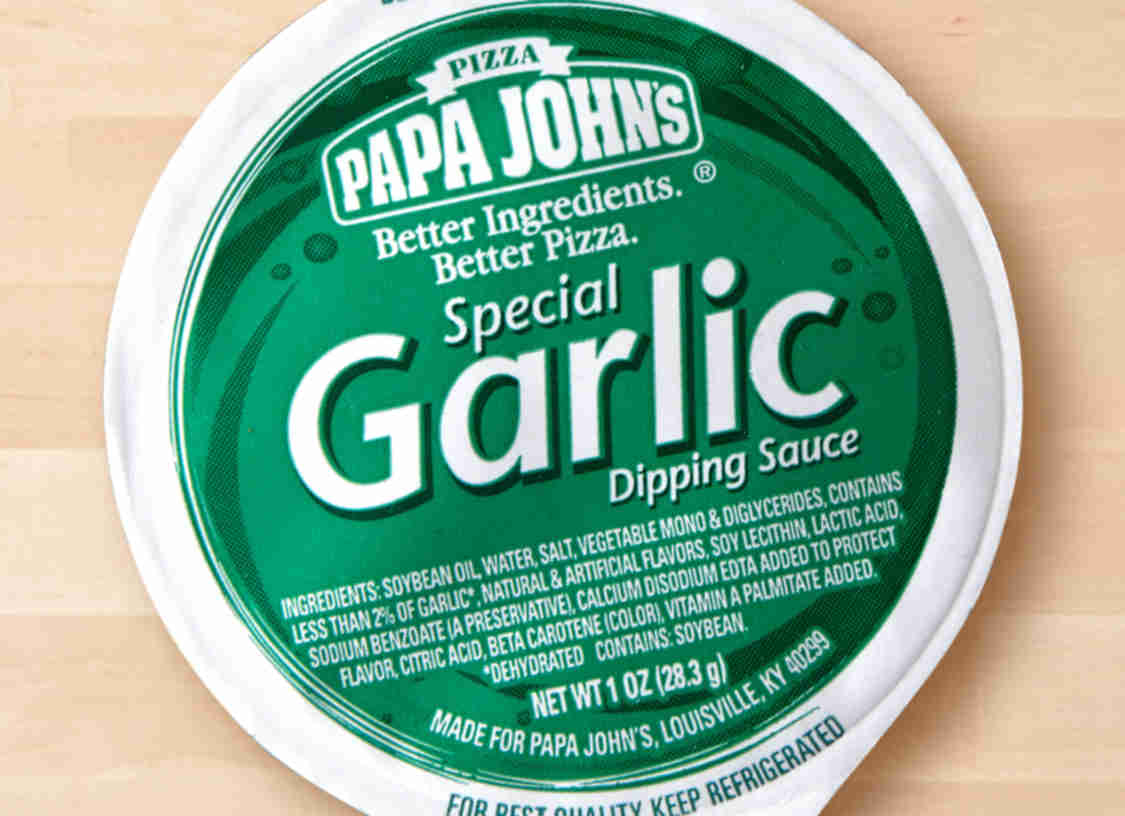 PIZZA
PAPA JOHN'S
Better Ingredients. ®
Better Pizza.
Special
Garlic
Dipping Sauce
INGREDIENTS: SOYBEAN OIL, WATER, SALT, VEGETABLE MONO & DIGLYCERIDES, CONTAINS
LESS THAN 2% OF GARLIC*, NATURAL & ARTIFICIAL FLAVORS, SOY LECITHIN, LACTIC ACID,
SODIUM BENZOATE (A PRESERVATIVE), CALCIUM DISODIUM EDTA ADDED TO PROTECT
FLAVOR, CITRIC ACID, BETA CAROTENE (COLOR), VITAMIN A PALMITATE ADDED.
*DEHYDRATED CONTAINS: SOYBEAN.
NET WT 1 OZ (28.3 g)
MADE FOR PAPA JOHN'S, LOUISVILLE, KY 40299
FOR BEST QUALITY KEEP REFRIGERATED